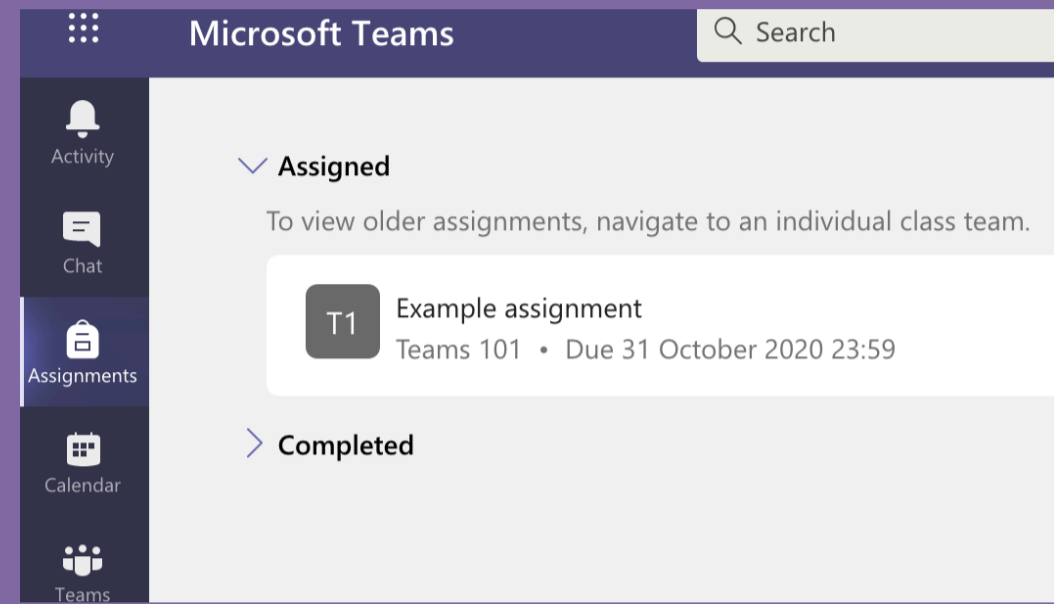 Microsoft Teams
Search
Activity
Chat
Assignments
Calendar
Teams
Assigned
To view older assignments, navigate to an individual class team.
T1
Example assignment
Teams 101 • Due 31 October 2020 23:59
Completed